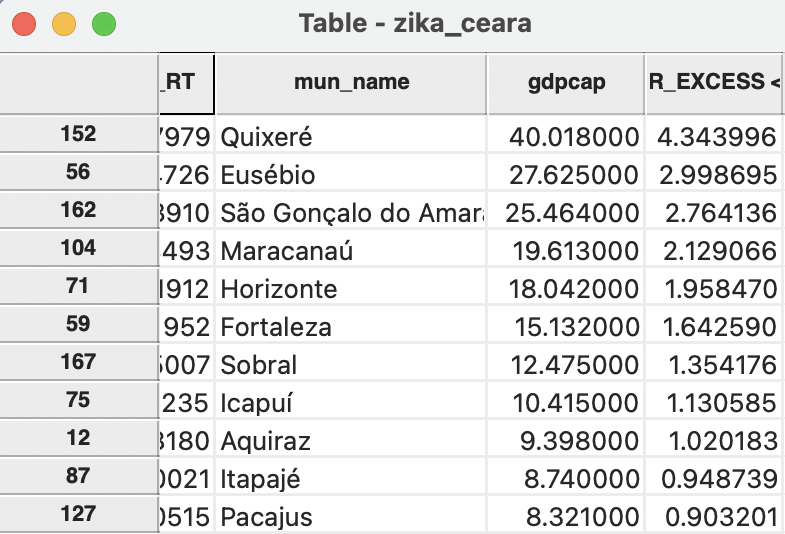 Table - zika_ceara
_RT mun_name gdpcap R_EXCESS <
152 7979 Quixeré 40.018000 4.343996
56 4726 Eusébio 27.625000 2.998695
162 3910 São Gonçalo do Amar 25.464000 2.764136
104 493 Maracanaú 19.613000 2.129066
71 1912 Horizonte 18.042000 1.958470
59 952 Fortaleza 15.132000 1.642590
167 5007 Sobral 12.475000 1.354176
75 235 Icapuí 10.415000 1.130585
12 3180 Aquiraz 9.398000 1.020183
87 0021 Itapajé 8.740000 0.948739
127 0515 Pacajus 8.321000 0.903201